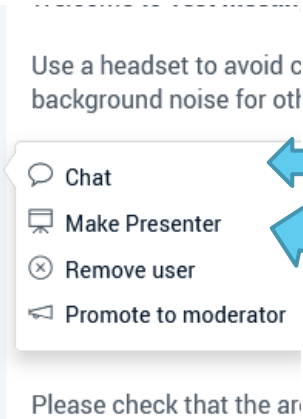 Use a headset to avoid c
background noise for oth
Chat
Make Presenter
Remove user
Promote to moderator
Please check that the are